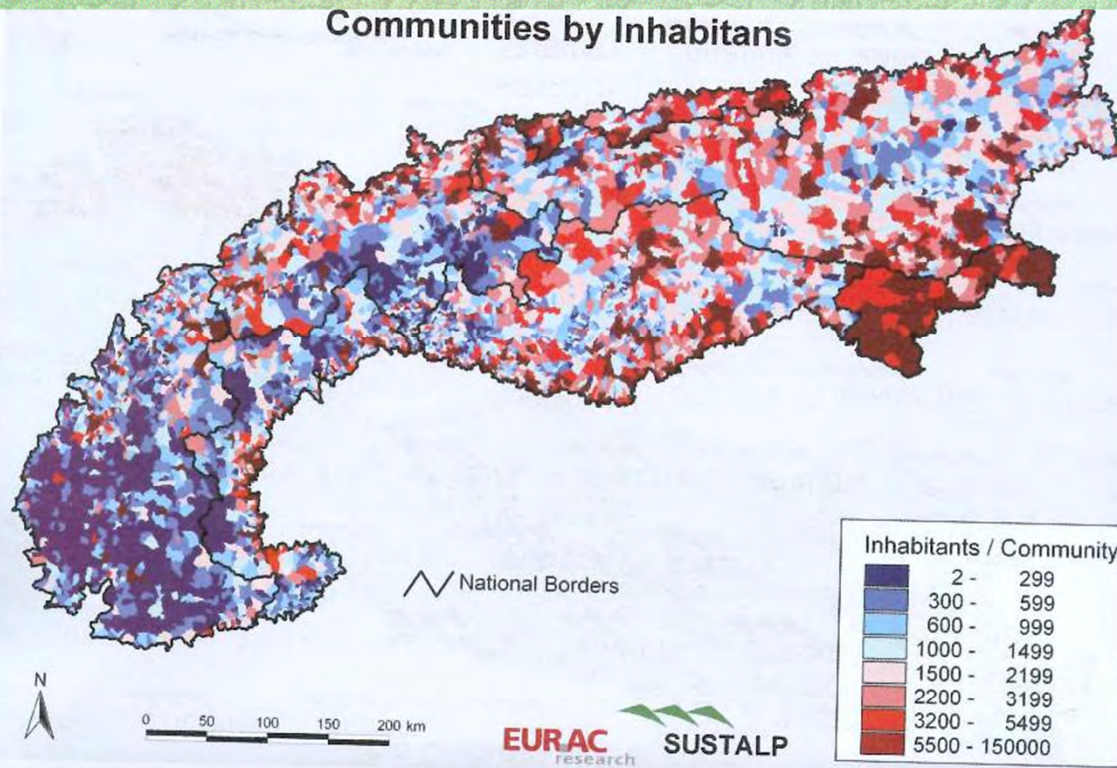 Communities by Inhabitans
National Borders
Inhabitants / Community
2 - 299
300 - 599
600 - 999
1000 - 1499
1500 - 2199
2200 - 3199
3200 - 5499
5500 - 150000
N
0 50 100 150 200 km
EURAC
research
SUSTALP